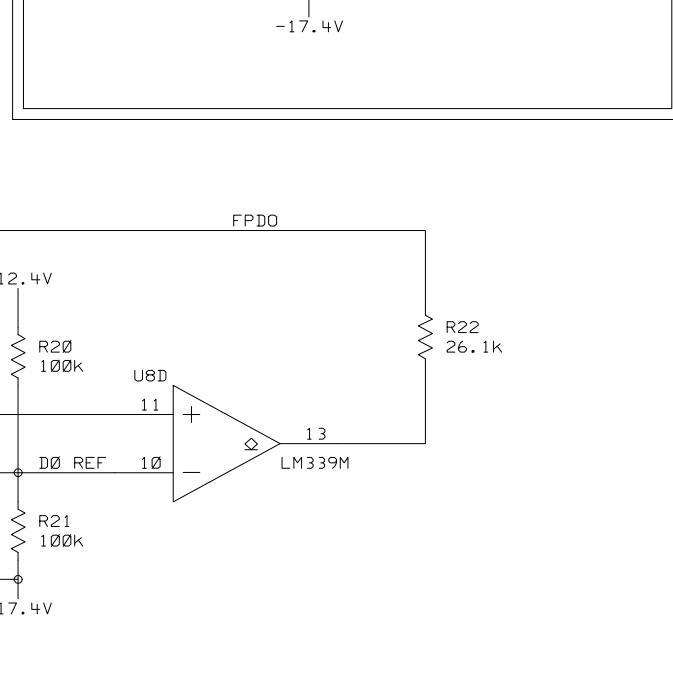 -17.4V
FPDO
12.4V
R22
26.1k
R20
100k
U8D
11
13
DØ REF
10
LM339M
R21
100k
17.4V